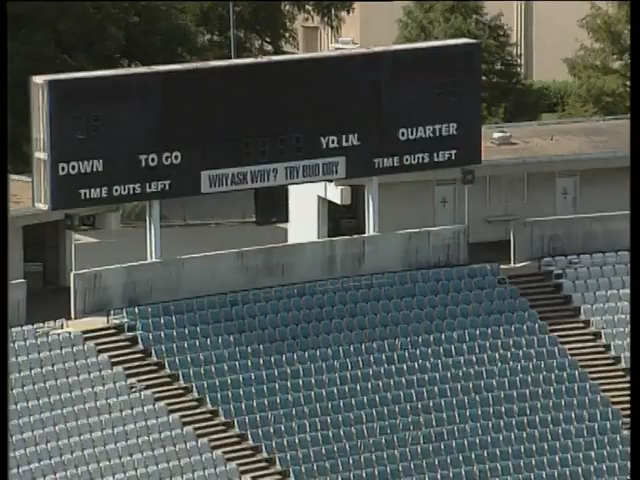 DOWN TO GO YD. LN. QUARTER
TIME OUTS LEFT WHY ASK WHY? TRY BUD DRY TIME OUTS LEFT